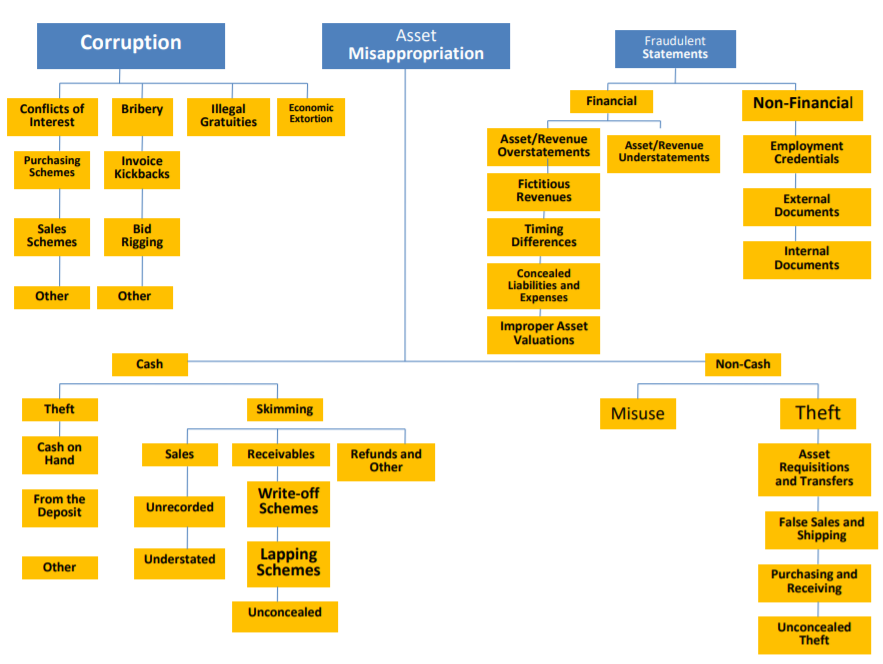 Corruption
Asset
Misappropriation
Fraudulent
Statements
Conflicts of
Interest
Bribery
Illegal
Gratuities
Economic
Extortion
Financial
Non-Financial
Purchasing
Schemes
Invoice
Kickbacks
Asset/Revenue
Overstatements
Asset/Revenue
Understatements
Employment
Credentials
Fictitious
Revenues
External
Documents
Sales
Schemes
Bid
Rigging
Timing
Differences
Internal
Documents
Other
Other
Concealed
Liabilities and
Expenses
Improper Asset
Valuations
Cash
Non-Cash
Theft
Skimming
Misuse
Theft
Cash on
Hand
Sales
Receivables
Refunds and
Other
Asset
Requisitions
and Transfers
From the
Deposit
Unrecorded
Write-off
Schemes
False Sales and
Shipping
Other
Understated
Lapping
Schemes
Purchasing and
Receiving
Unconcealed
Unconcealed
Theft